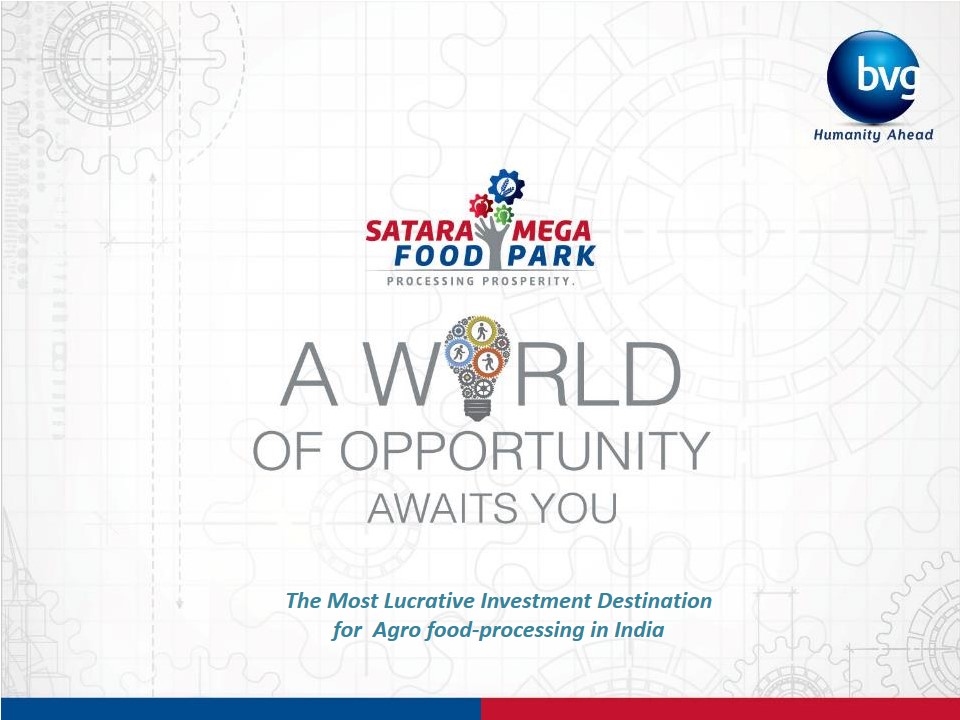 bvg
Humanity Ahead
SATARA MEGA
FOOD PARK
PROCESSING PROSPERITY.
A WORLD
OF OPPORTUNITY
AWAITS YOU
The Most Lucrative Investment Destination
for Agro food-processing in India